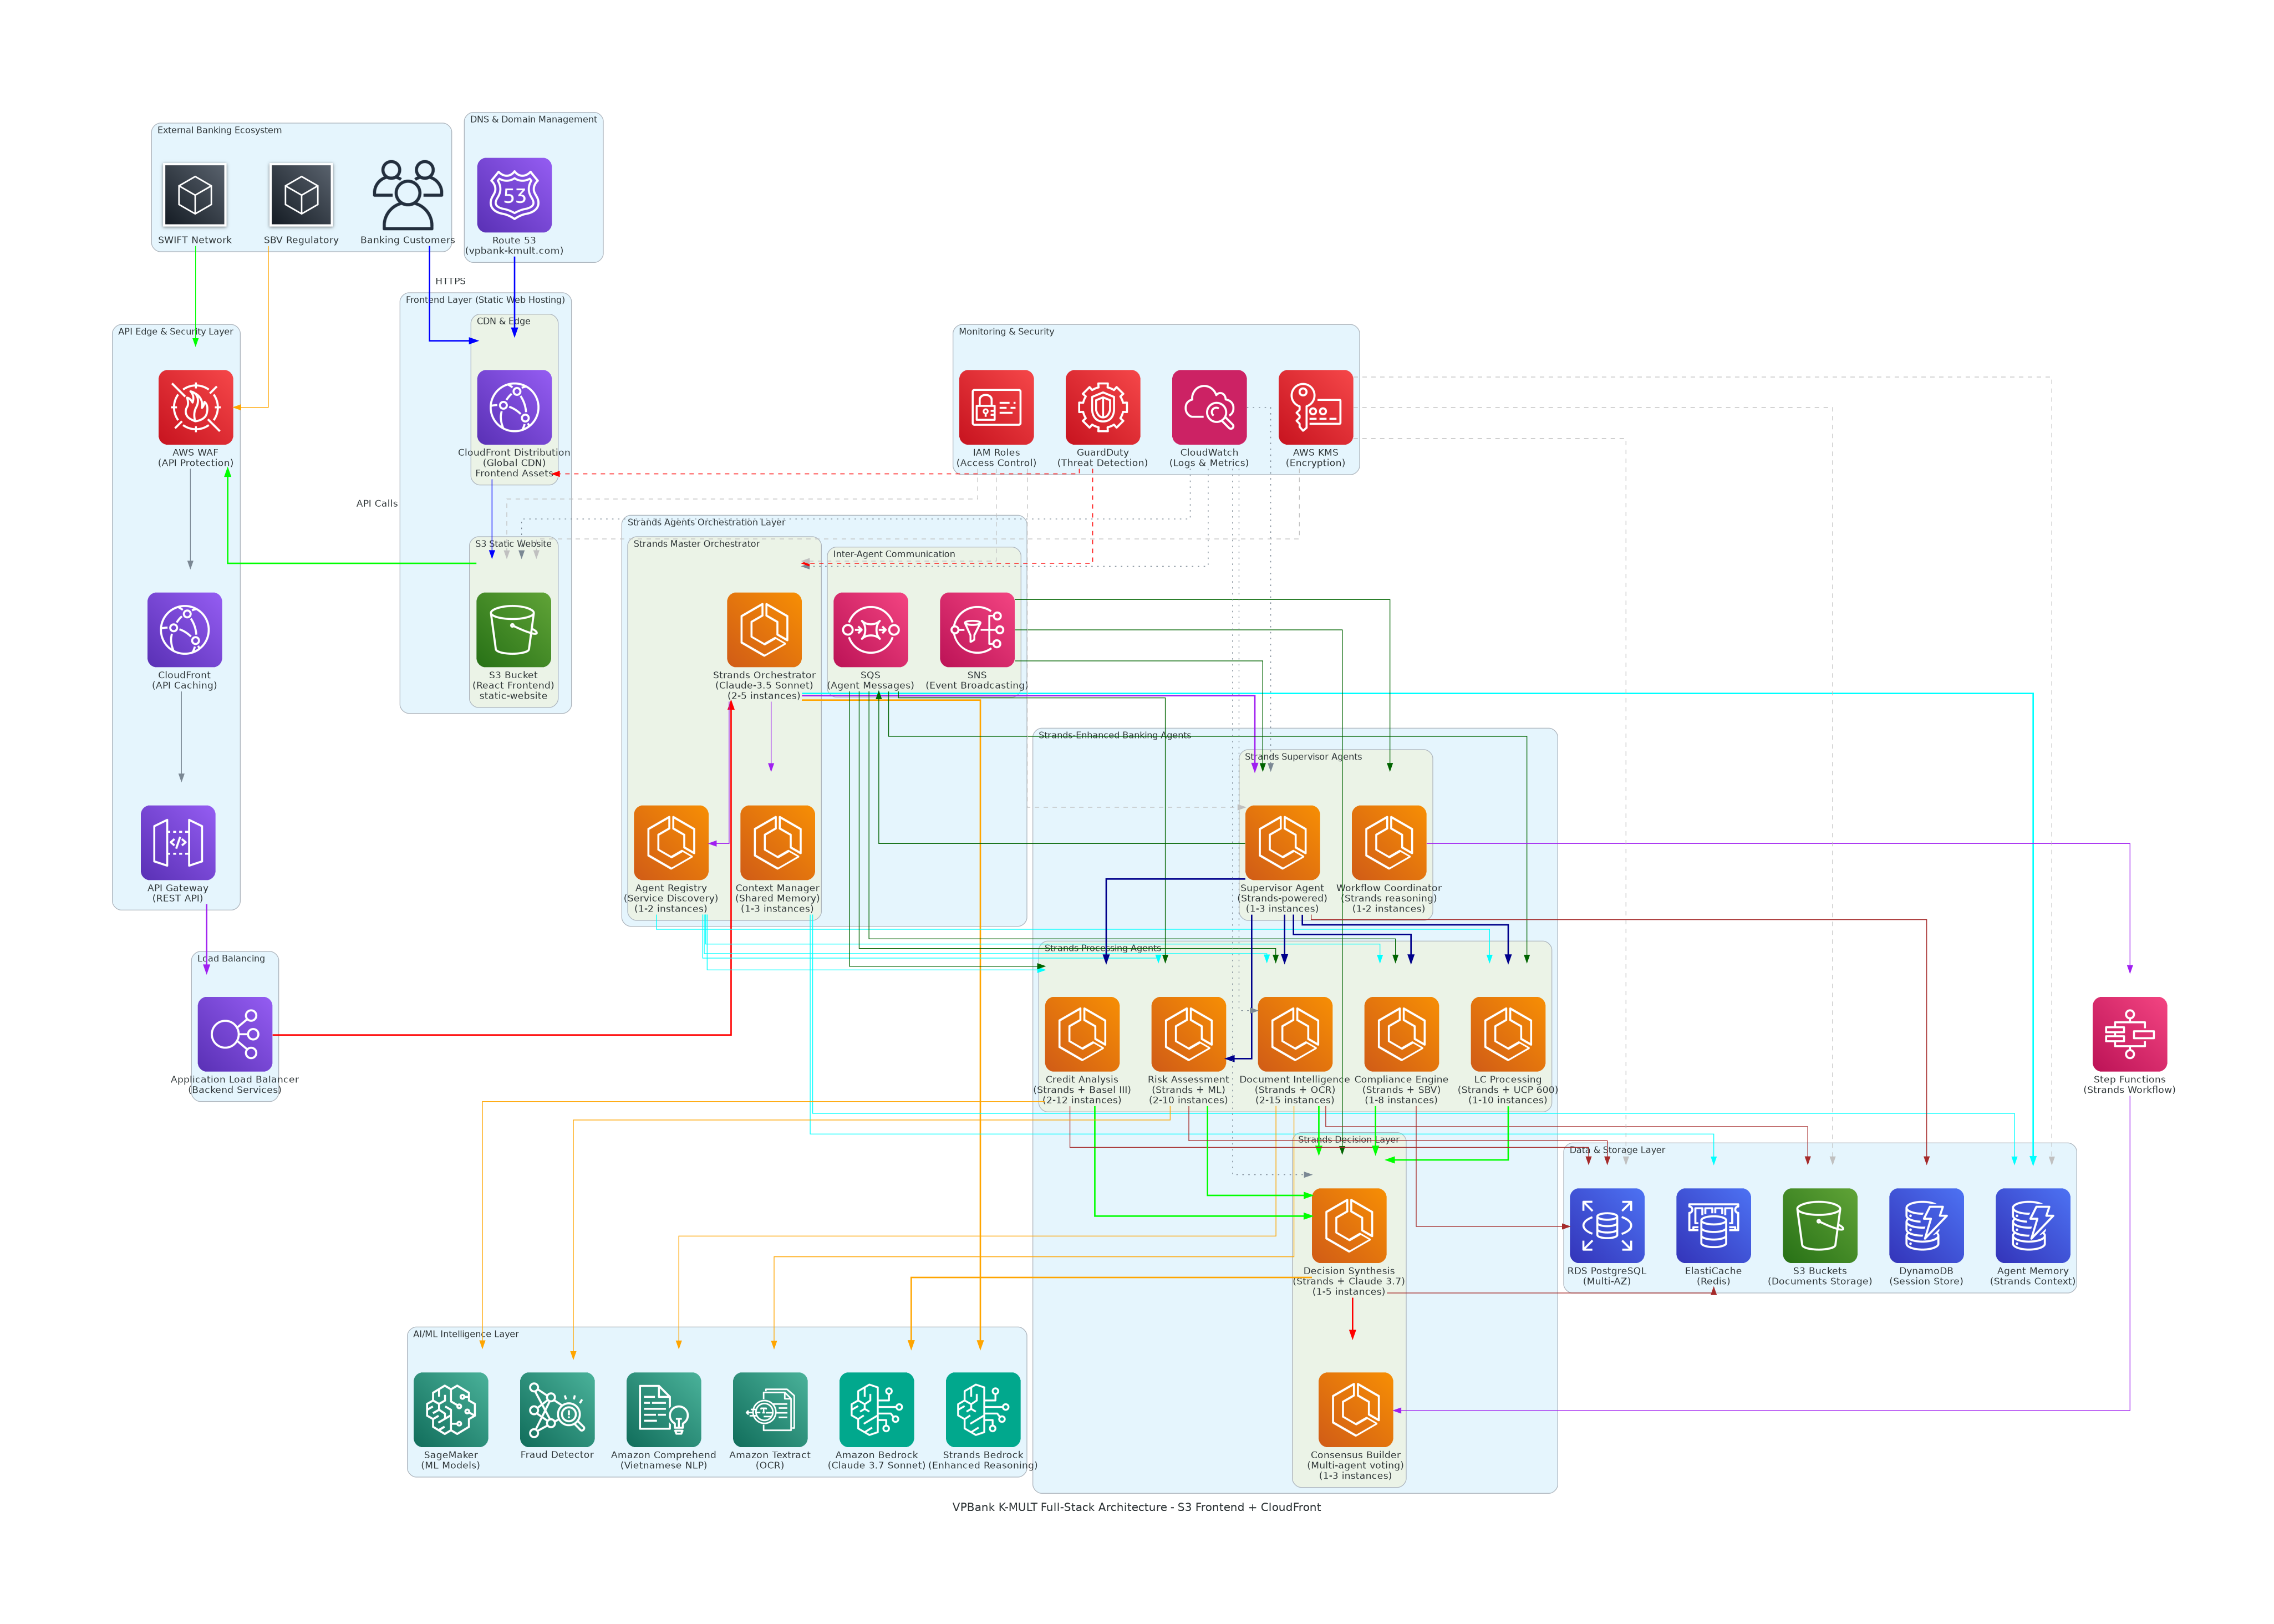 External Banking Ecosystem
SWIFT Network
SBV Regulatory
Banking Customers
DNS & Domain Management
53
Route 53
(vpbank-kmult.com)
HTTPS
API Edge & Security Layer
AWS WAF
(API Protection)
CloudFront
(API Caching)
API Gateway
(REST API)
API Calls
Frontend Layer (Static Web Hosting)
CDN & Edge
CloudFront Distribution
(Global CDN)
Frontend Assets
S3 Static Website
S3 Bucket
(React Frontend)
static-website
Monitoring & Security
IAM Roles
(Access Control)
GuardDuty
(Threat Detection)
CloudWatch
(Logs & Metrics)
AWS KMS
(Encryption)
Strands Agents Orchestration Layer
Strands Master Orchestrator
Strands Orchestrator
(Claude-3.5 Sonnet)
(2-5 instances)
Agent Registry
(Service Discovery)
(1-2 instances)
Context Manager
(Shared Memory)
(1-3 instances)
Inter-Agent Communication
SQS
(Agent Messages)
SNS
(Event Broadcasting)
Load Balancing
Application Load Balancer
(Backend Services)
Strands-Enhanced Banking Agents
Strands Supervisor Agents
Supervisor Agent
(Strands-powered)
(1-3 instances)
Workflow Coordinator
(Strands reasoning)
(1-2 instances)
Strands Processing Agents
Credit Analysis
(Strands + Basel III)
(2-12 instances)
Risk Assessment
(Strands + ML)
(2-10 instances)
Document Intelligence
(Strands + OCR)
(2-15 instances)
Compliance Engine
(Strands + SBV)
(1-8 instances)
LC Processing
(Strands + UCP 600)
(1-10 instances)
Step Functions
(Strands Workflow)
Strands Decision Layer
Decision Synthesis
(Strands + Claude 3.7)
(1-5 instances)
Consensus Builder
(Multi-agent voting)
(1-3 instances)
Data & Storage Layer
RDS PostgreSQL
(Multi-AZ)
ElastiCache
(Redis)
S3 Buckets
(Documents Storage)
DynamoDB
(Session Store)
Agent Memory
(Strands Context)
AI/ML Intelligence Layer
SageMaker
(ML Models)
Fraud Detector
Amazon Comprehend
(Vietnamese NLP)
Amazon Textract
(OCR)
Amazon Bedrock
(Claude 3.7 Sonnet)
Strands Bedrock
(Enhanced Reasoning)
VPBank K-MULT Full-Stack Architecture - S3 Frontend + CloudFront